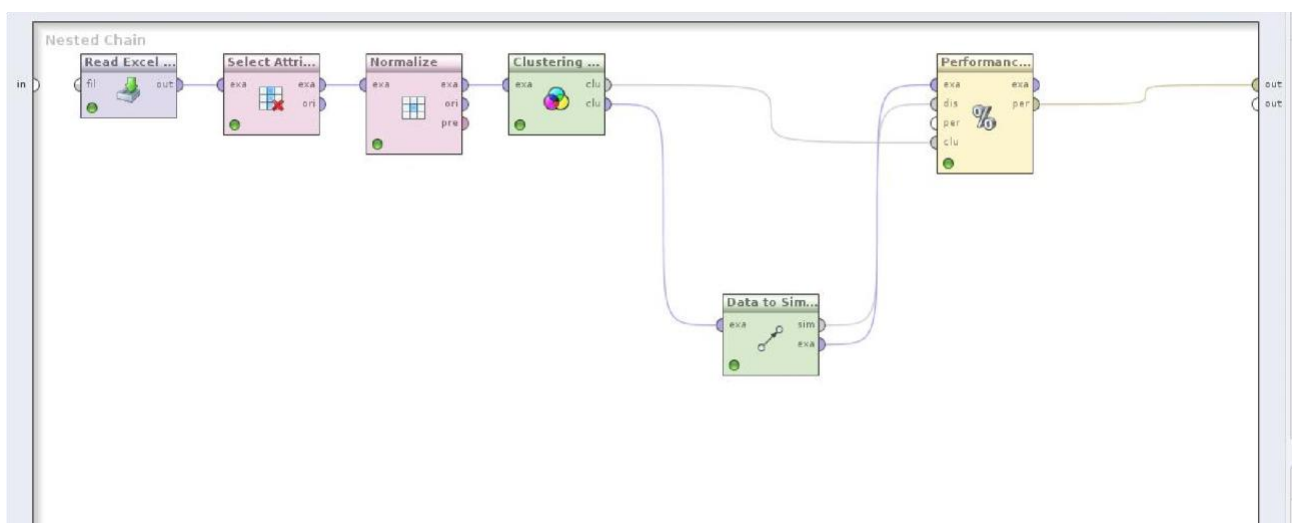 Nested Chain
Read Excel ...
Select Attri...
Normalize
Clustering ...
Performanc...
in
fil
out
exa
exa
ori
exa
exa
ori
pre
exa
clu
clu
exa
dis
per
clu
exa
per
out
out
Data to Sim...
exa
sim
exa
%